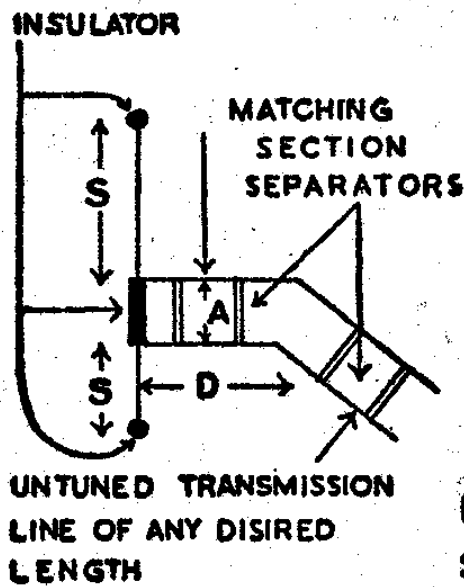 INSULATOR
MATCHING
SECTION
SEPARATORS
S
A
S
D
UNTUNED TRANSMISSION
LINE OF ANY DISIRED
LENGTH